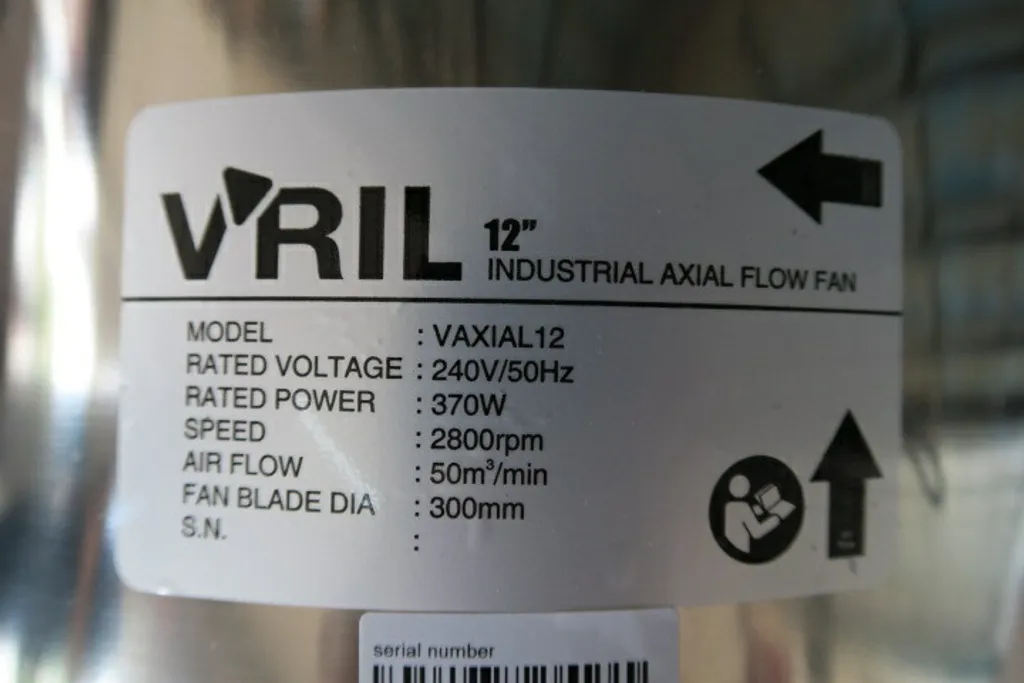 VRIL 12"
INDUSTRIAL AXIAL FLOW FAN
MODEL : VAXIAL12
RATED VOLTAGE : 240V/50Hz
RATED POWER : 370W
SPEED : 2800rpm
AIR FLOW : 50m³/min
FAN BLADE DIA : 300mm
S.N. :
serial number